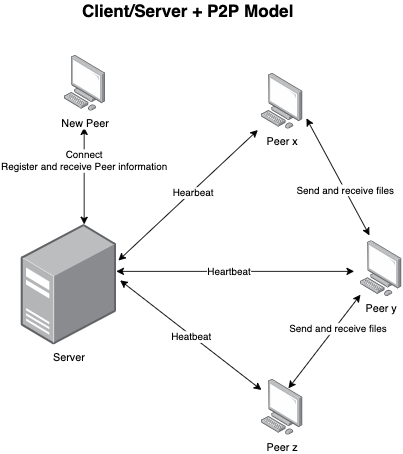 Client/Server + P2P Model
New Peer
Connect
Register and receive Peer information
Peer x
Hearbeat
Send and receive files
Heartbeat
Peer y
Send and receive files
Heatbeat
Server
Peer z